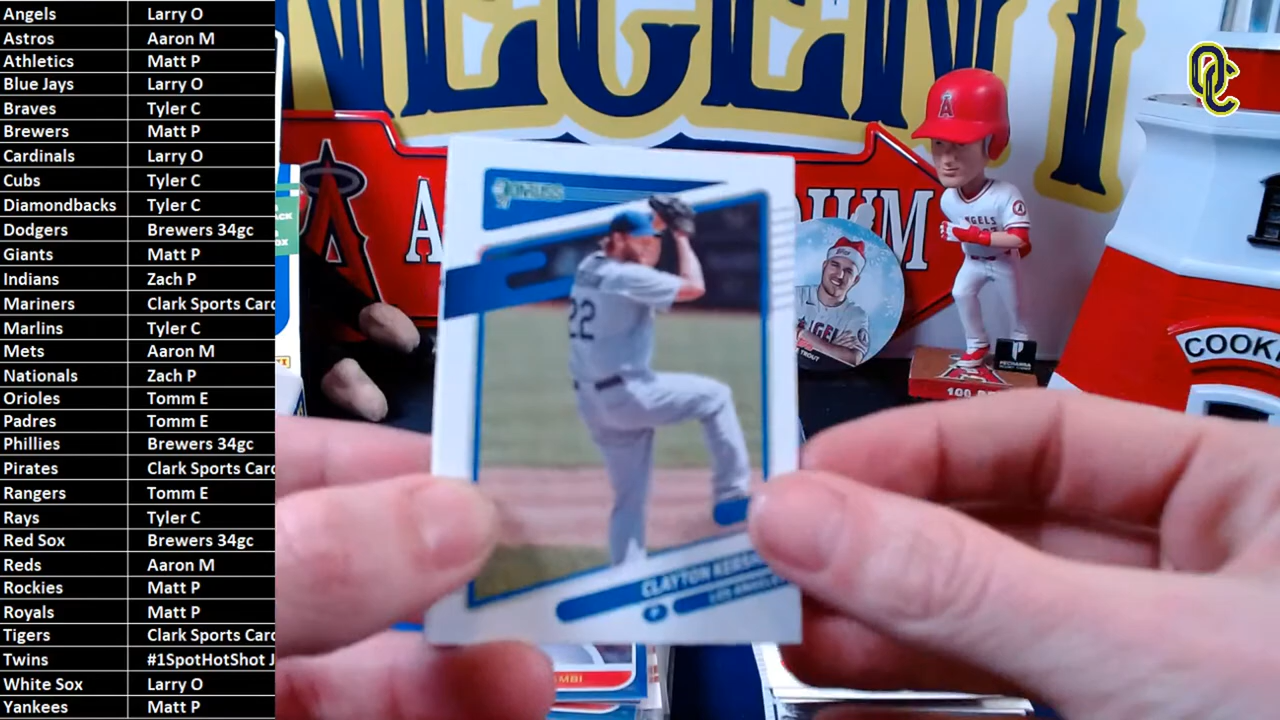 Angels Larry O
Astros Aaron M
Athletics Matt P
Blue Jays Larry O
Braves Tyler C
Brewers Matt P
Cardinals Larry O
Cubs Tyler C
Diamondbacks Tyler C
Dodgers Brewers 34gc
Giants Matt P
Indians Zach P
Mariners Clark Sports Card
Marlins Tyler C
Mets Aaron M
Nationals Zach P
Orioles Tomm E
Padres Tomm E
Phillies Brewers 34gc
Pirates Clark Sports Card
Rangers Tomm E
Rays Tyler C
Red Sox Brewers 34gc
Reds Aaron M
Rockies Matt P
Royals Matt P
Tigers Clark Sports Card
Twins #1SpotHotShot J
White Sox Larry O
Yankees Matt P
OC
A
ANGELS
TROUT
COOK
DONRUSS
22
CLAYTON KERSHA
LOS ANGELES
P